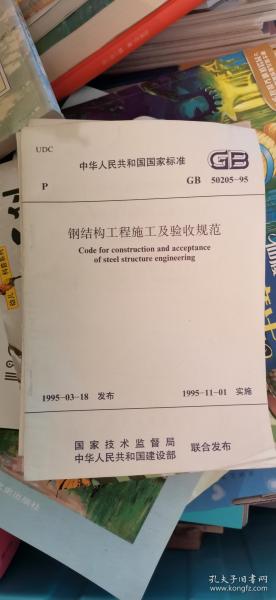 UDC
中华人民共和国国家标准
GB
P
GB 50205-95
钢结构工程施工及验收规范
Code for construction and acceptance
of steel structure engineering
1995-03-18 发布
1995-11-01 实施
国家技术监督局
中华人民共和国建设部
联合发布
孔夫子旧书网